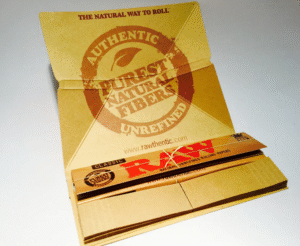 THE NATURAL WAY TO ROLL
AUTHENTIC
PUREST
NATURAL
FIBERS
UNREFINED
www.rawthentic.com
CLASSIC
RAW